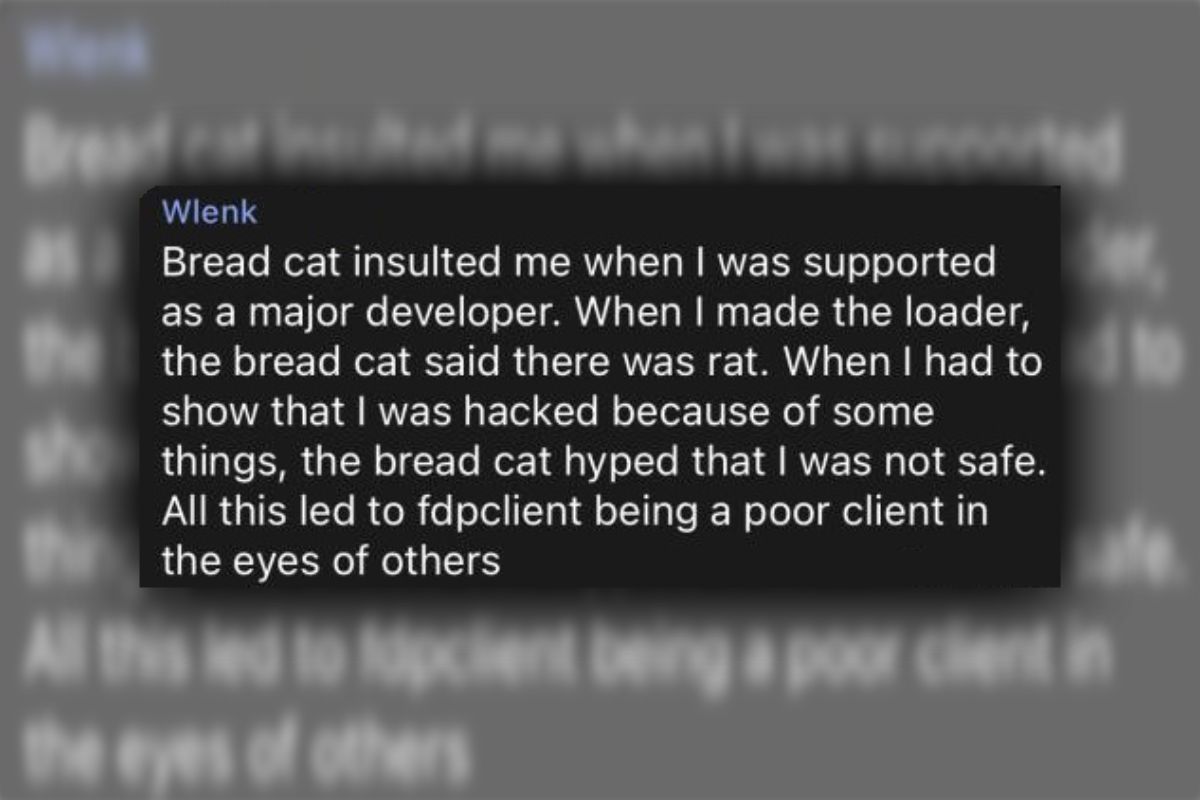 Wlenk
Bread cat insulted me when I was supported
as a major developer. When I made the loader,
the bread cat said there was rat. When I had to
show that I was hacked because of some
things, the bread cat hyped that I was not safe.
All this led to fdpclient being a poor client in
the eyes of others